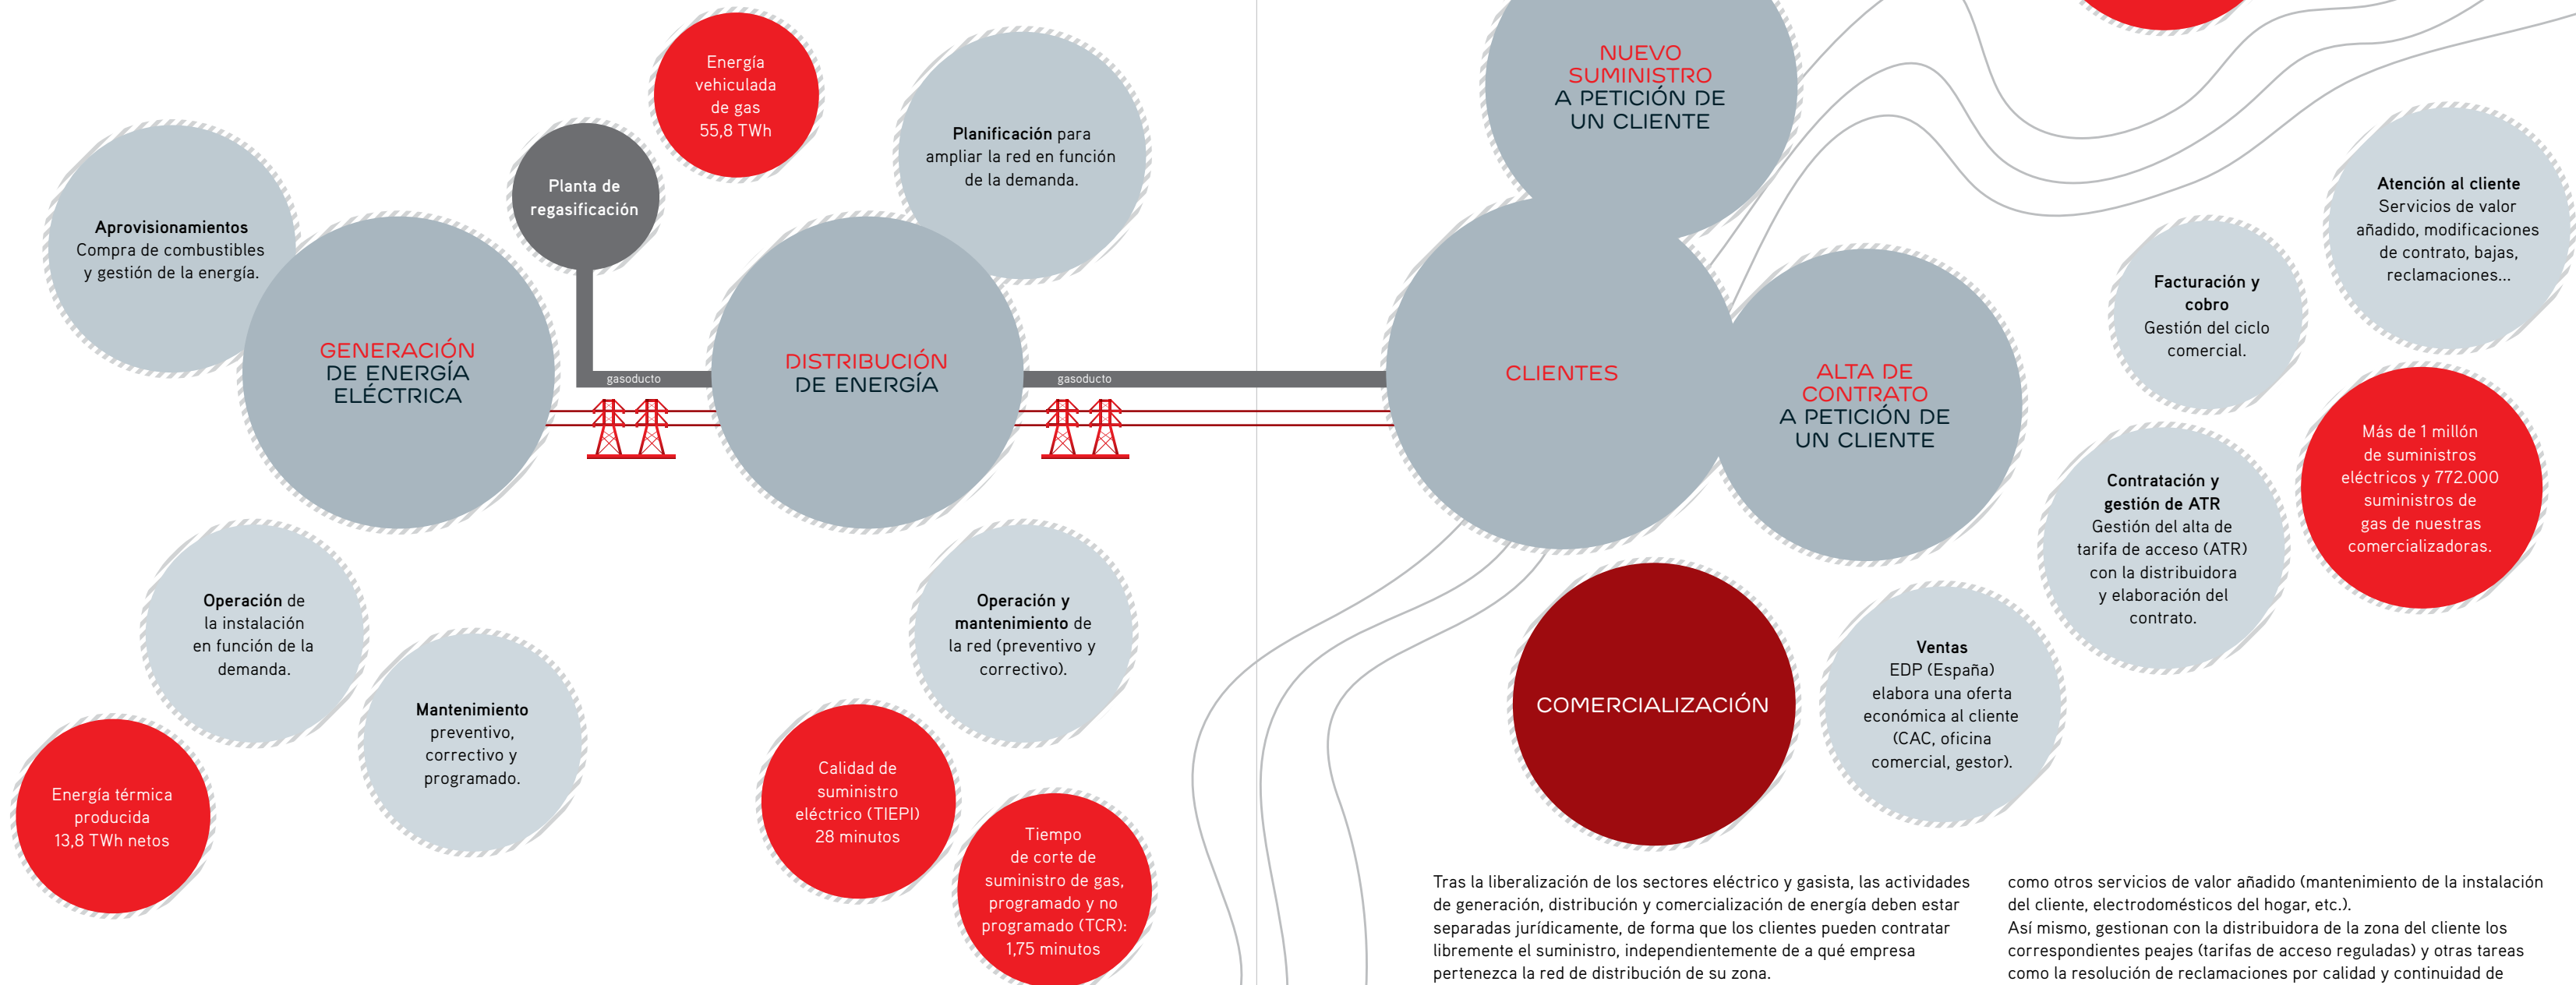 Energía
vehiculada
de gas
55,8 TWh
Planta de
regasificación
Planificación para
ampliar la red en función
de la demanda.
Aprovisionamientos
Compra de combustibles
y gestión de la energía.
GENERACIÓN
DE ENERGÍA
ELÉCTRICA
gasoducto
DISTRIBUCIÓN
DE ENERGÍA
gasoducto
Operación de
la instalación
en función de la
demanda.
Mantenimiento
preventivo,
correctivo y
programado.
Energía térmica
producida
13,8 TWh netos
Operación y
mantenimiento de
la red (preventivo y
correctivo).
Calidad de
suministro
eléctrico (TIEPI)
28 minutos
Tiempo
de corte de
suministro de gas,
programado y no
programado (TCR):
1,75 minutos
NUEVO
SUMINISTRO
A PETICIÓN DE
UN CLIENTE
CLIENTES
ALTA DE
CONTRATO
A PETICIÓN DE
UN CLIENTE
Atención al cliente
Servicios de valor
añadido, modificaciones
de contrato, bajas,
reclamaciones...
Facturación y
cobro
Gestión del ciclo
comercial.
Más de 1 millón
de suministros
eléctricos y 772.000
suministros de
gas de nuestras
comercializadoras.
Contratación y
gestión de ATR
Gestión del alta de
tarifa de acceso (ATR)
con la distribuidora
y elaboración del
contrato.
Ventas
EDP (España)
elabora una oferta
económica al cliente
(CAC, oficina
comercial, gestor).
COMERCIALIZACIÓN
Tras la liberalización de los sectores eléctrico y gasista, las actividades
de generación, distribución y comercialización de energía deben estar
separadas jurídicamente, de forma que los clientes pueden contratar
libremente el suministro, independientemente de a qué empresa
pertenezca la red de distribución de su zona.
como otros servicios de valor añadido (mantenimiento de la instalación
del cliente, electrodomésticos del hogar, etc.).
Así mismo, gestionan con la distribuidora de la zona del cliente los
correspondientes peajes (tarifas de acceso reguladas) y otras tareas
como la resolución de reclamaciones por calidad y continuidad de